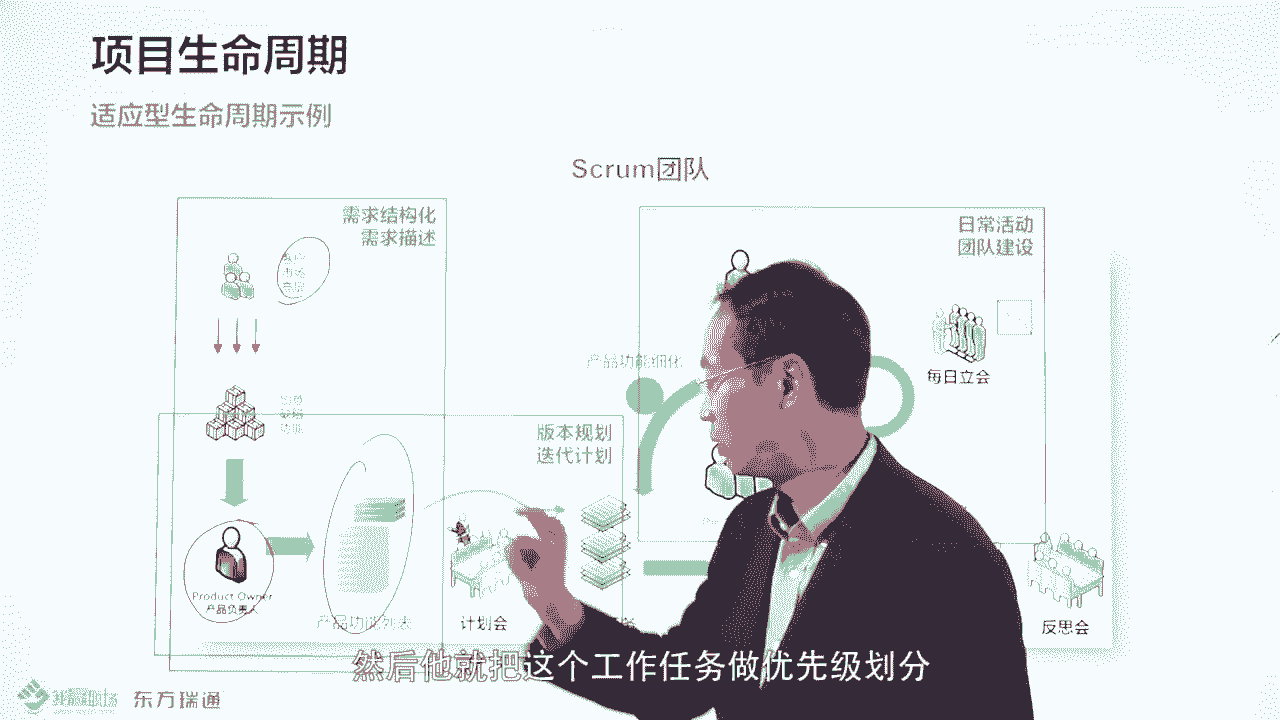 项目生命周期
适应型生命周期示例
Scrum团队
需求结构化
需求描述
日常活动
团队建设
产品功能细化
每日立会
版本规划
迭代计划
Product Owner
产品负责人
产品功能列表
计划会
反思会
然后他就把这个工作任务做优先级划分
东方瑞通